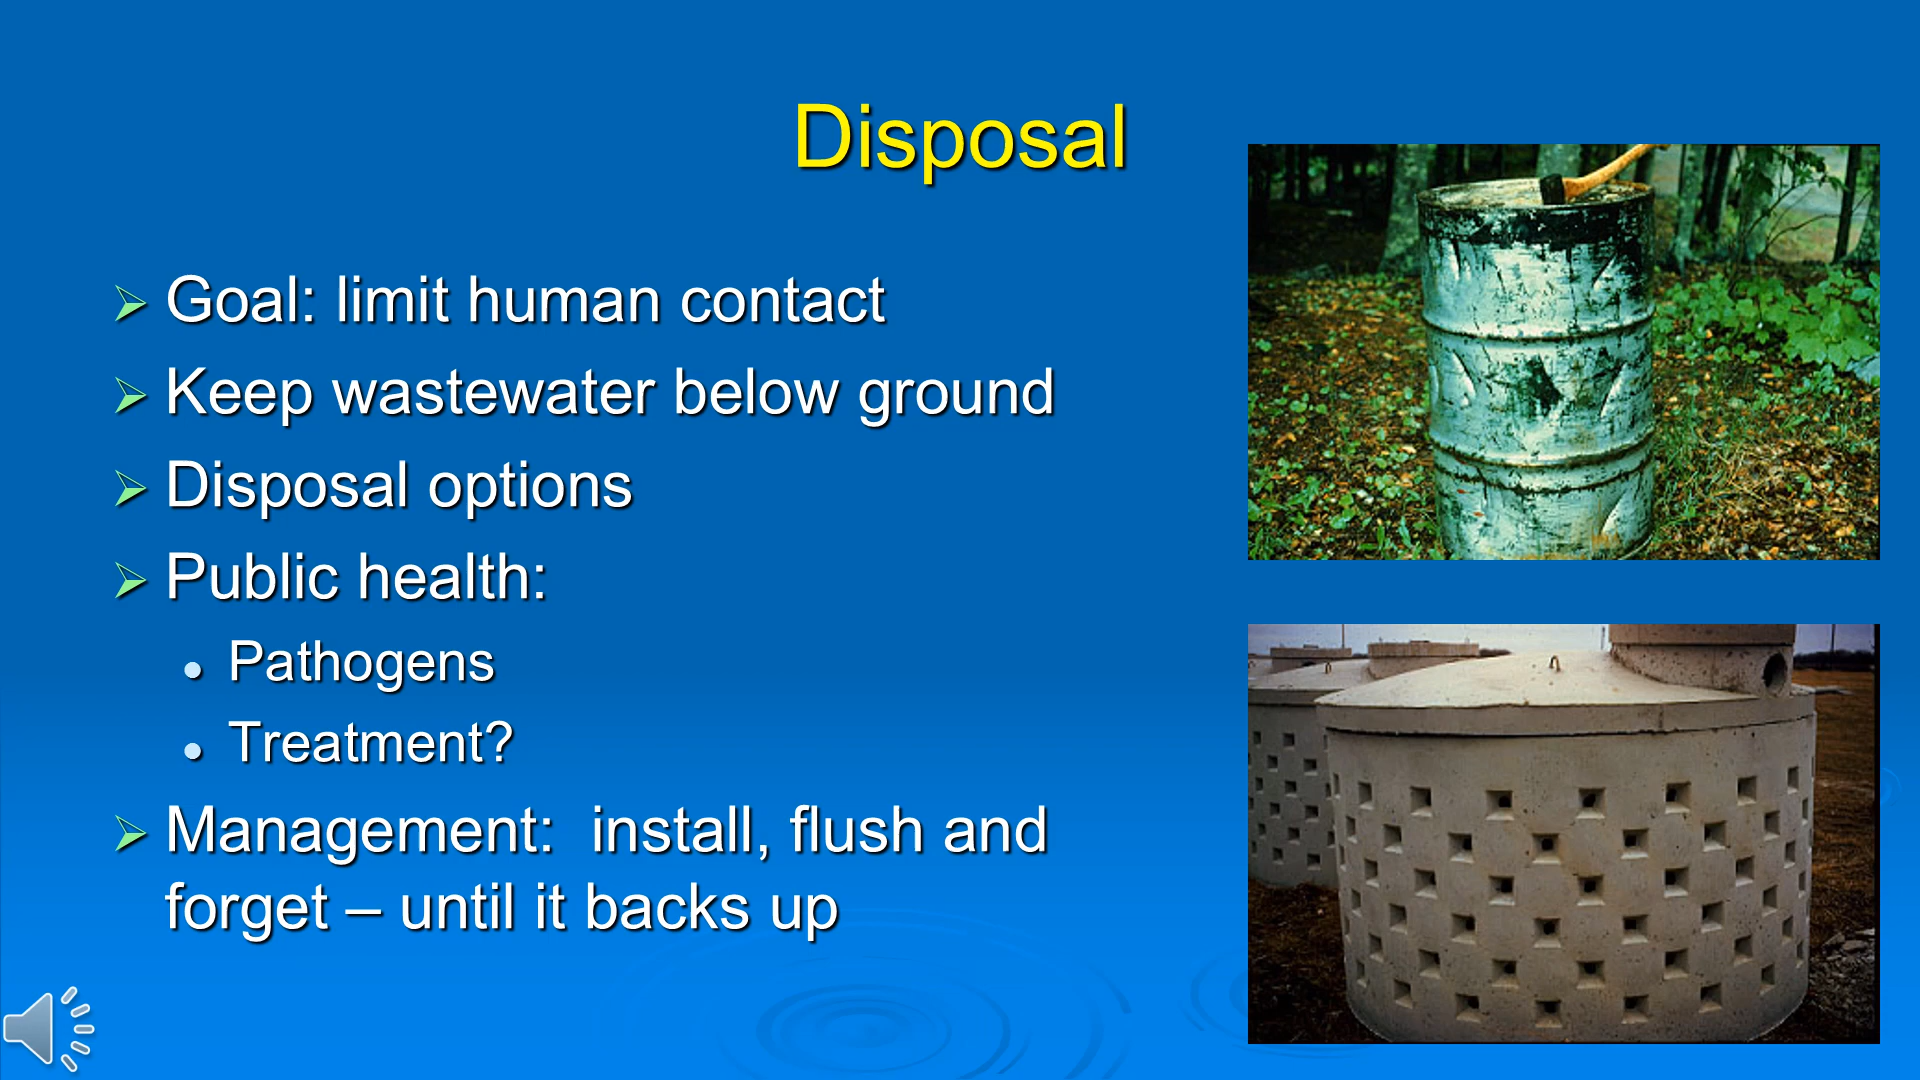 Disposal
Goal: limit human contact
Keep wastewater below ground
Disposal options
Public health:
Pathogens
Treatment?
Management:  install, flush and
forget – until it backs up